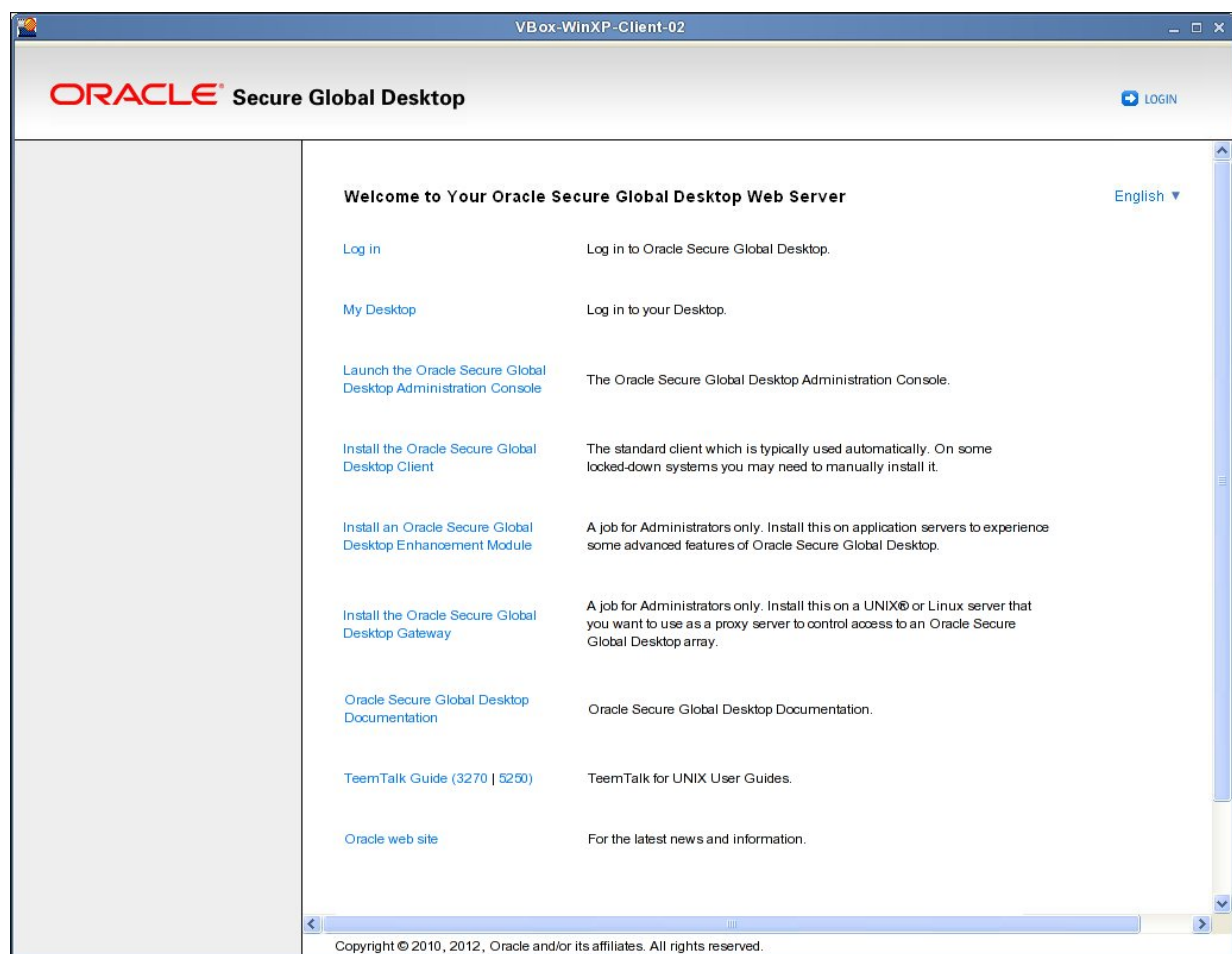 VBox-WinXP-Client-02
ORACLE® Secure Global Desktop
LOGIN
Welcome to Your Oracle Secure Global Desktop Web Server
English ▼
Log in
Log in to Oracle Secure Global Desktop.
My Desktop
Log in to your Desktop.
Launch the Oracle Secure Global
Desktop Administration Console
The Oracle Secure Global Desktop Administration Console.
Install the Oracle Secure Global
Desktop Client
The standard client which is typically used automatically. On some
locked-down systems you may need to manually install it.
Install an Oracle Secure Global
Desktop Enhancement Module
A job for Administrators only. Install this on application servers to experience
some advanced features of Oracle Secure Global Desktop.
Install the Oracle Secure Global
Desktop Gateway
A job for Administrators only. Install this on a UNIX® or Linux server that
you want to use as a proxy server to control access to an Oracle Secure
Global Desktop array.
Oracle Secure Global Desktop
Documentation
Oracle Secure Global Desktop Documentation.
TeemTalk Guide (3270 | 5250)
TeemTalk for UNIX User Guides.
Oracle web site
For the latest news and information.
Copyright © 2010, 2012, Oracle and/or its affiliates. All rights reserved.